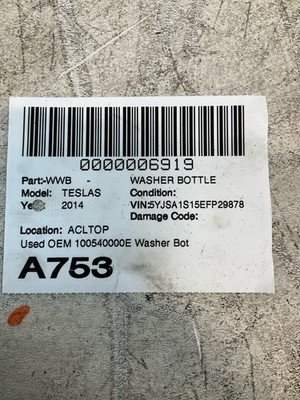 0000006919
Part:-WWB - WASHER BOTTLE
Model: TESLAS Condition:
2014 VIN:5YJSA1S15EFP29878
Damage Code:
Location: ACLTOP
Used OEM 100540000E Washer Bot
A753